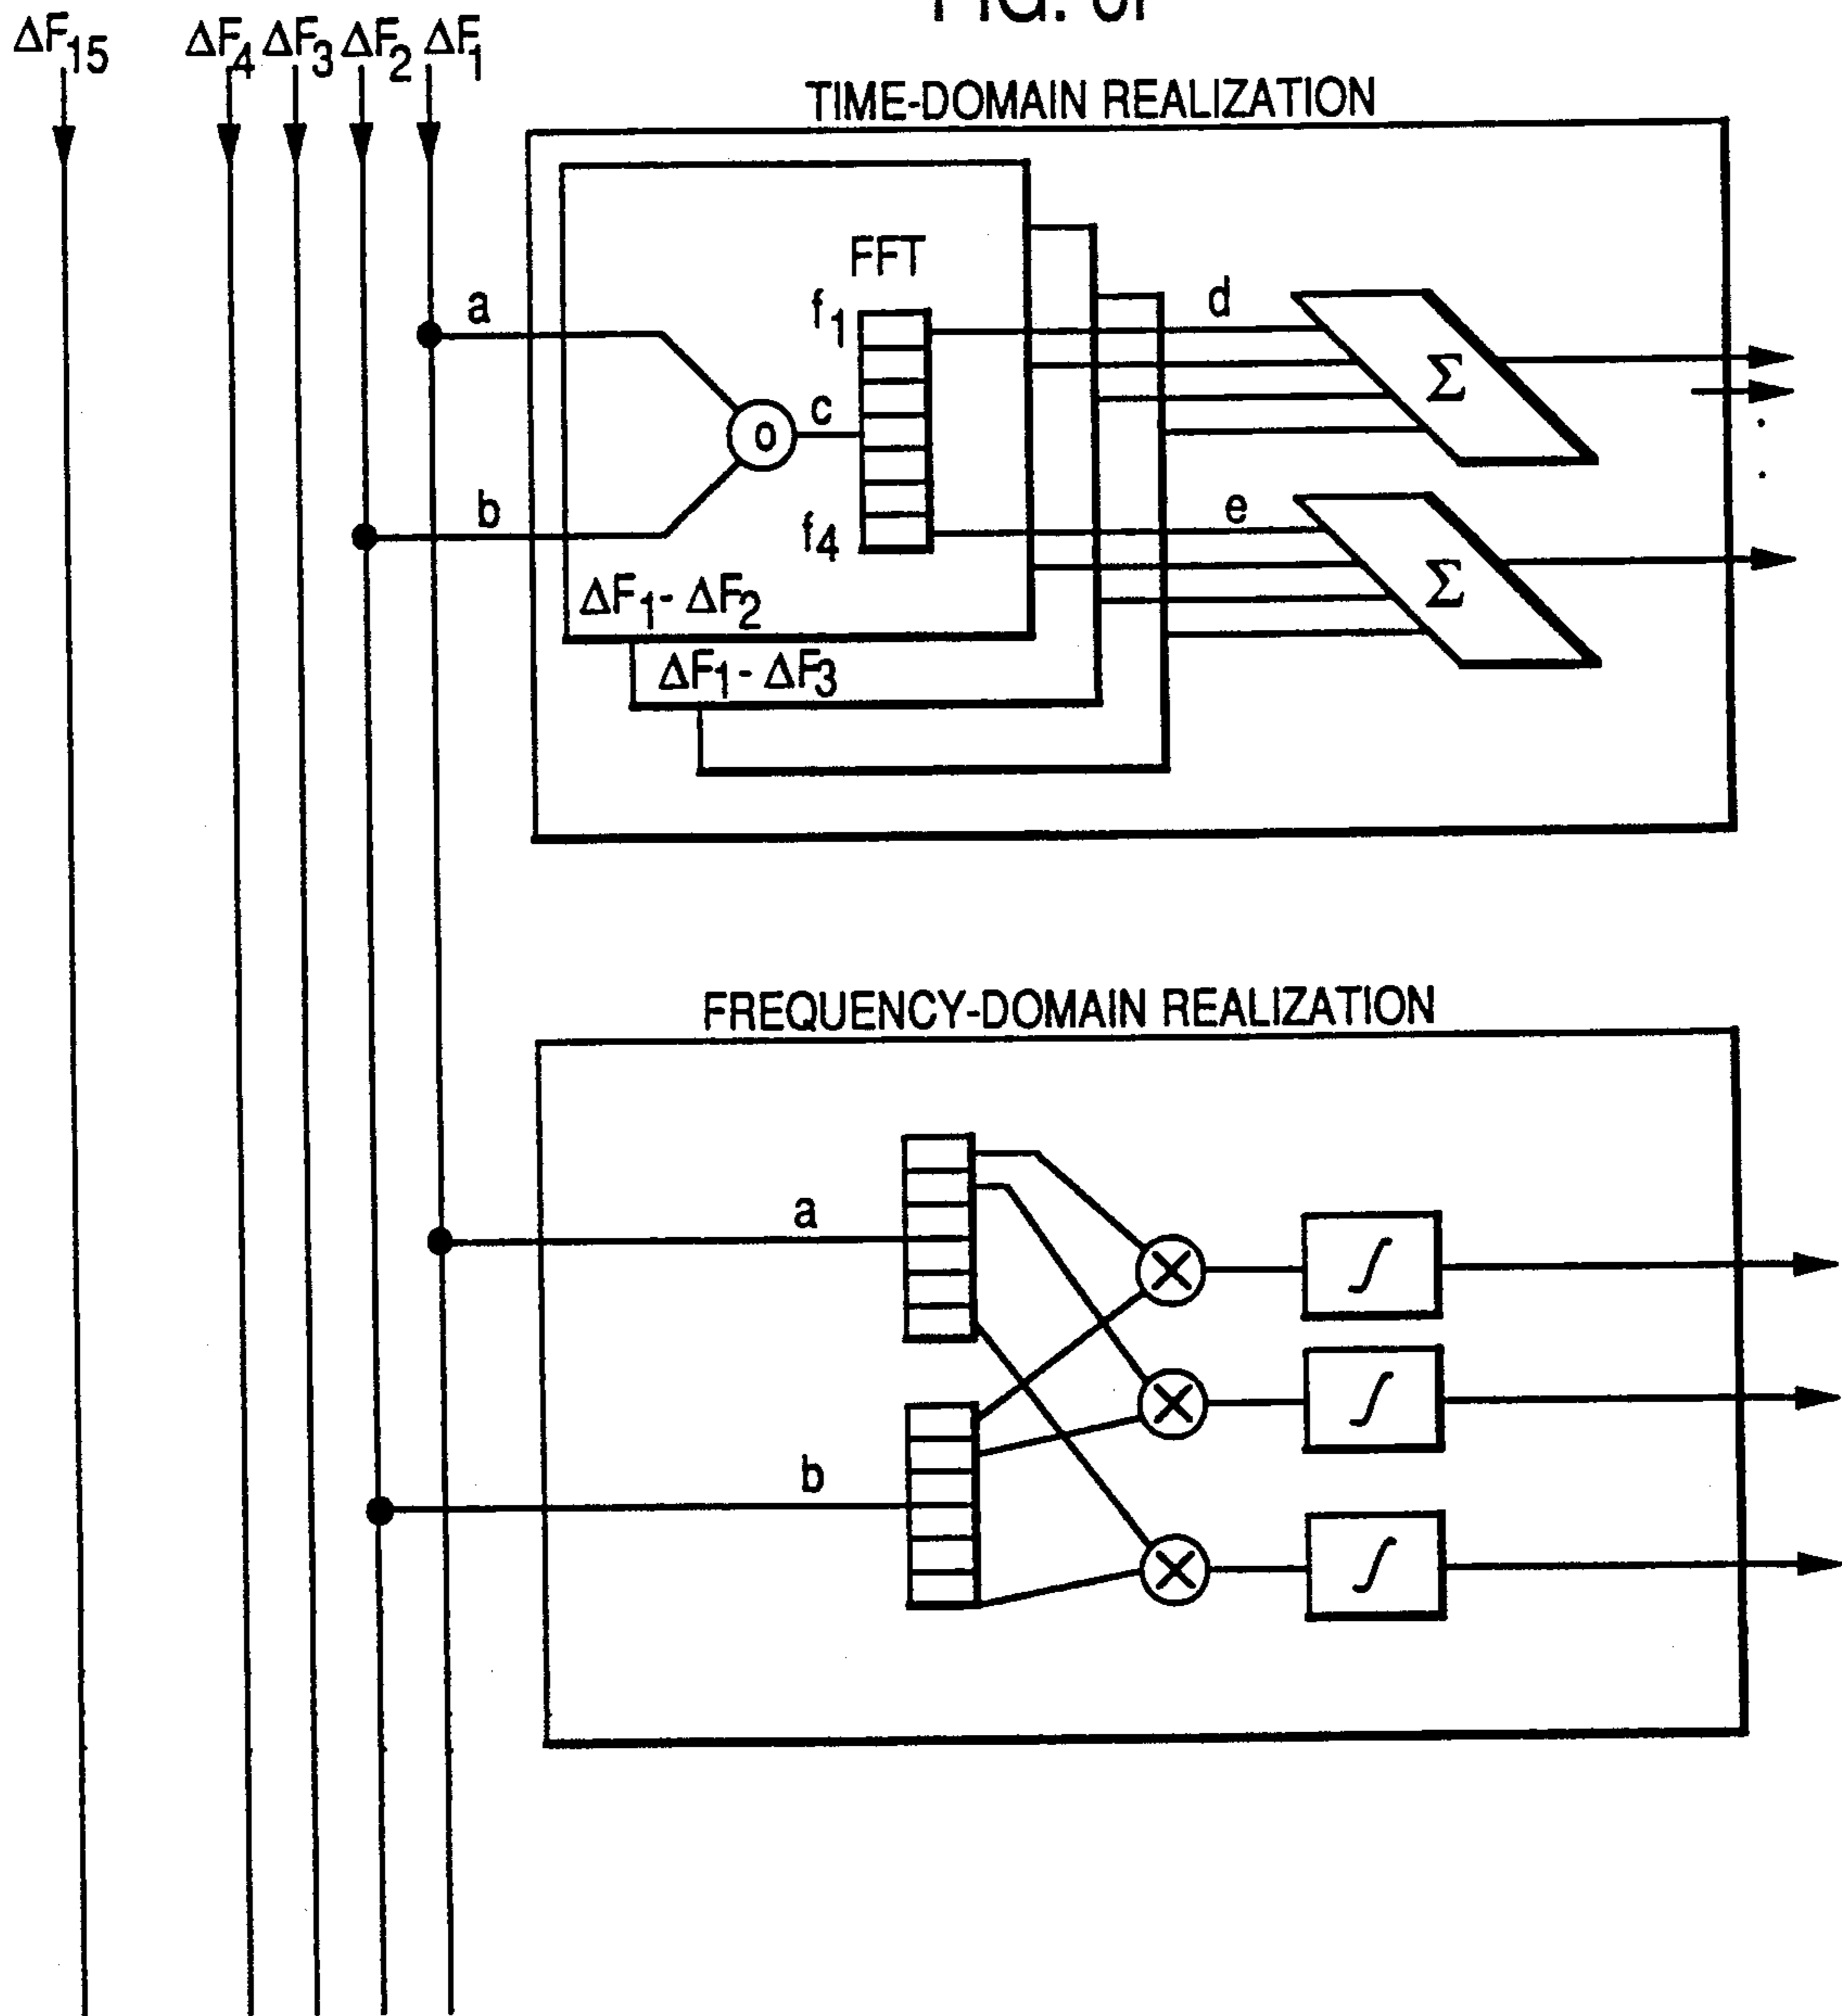 ΔF15 ΔF4 ΔF3 ΔF2 ΔF1
TIME-DOMAIN REALIZATION
FFT
f1
a
d
Σ
c
o
b
f4
e
Σ
ΔF1 - ΔF2
ΔF1 - ΔF3
FREQUENCY-DOMAIN REALIZATION
a
∫
∫
b
∫